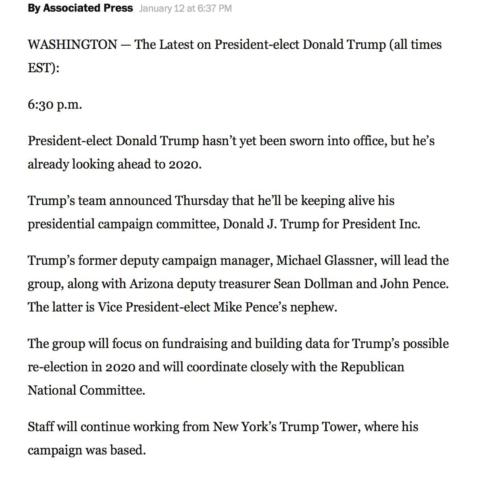 By Associated Press January 12 at 6:37 PM
WASHINGTON — The Latest on President-elect Donald Trump (all times
EST):
6:30 p.m.
President-elect Donald Trump hasn’t yet been sworn into office, but he’s
already looking ahead to 2020.
Trump’s team announced Thursday that he’ll be keeping alive his
presidential campaign committee, Donald J. Trump for President Inc.
Trump’s former deputy campaign manager, Michael Glassner, will lead the
group, along with Arizona deputy treasurer Sean Dollman and John Pence.
The latter is Vice President-elect Mike Pence’s nephew.
The group will focus on fundraising and building data for Trump’s possible
re-election in 2020 and will coordinate closely with the Republican
National Committee.
Staff will continue working from New York’s Trump Tower, where his
campaign was based.